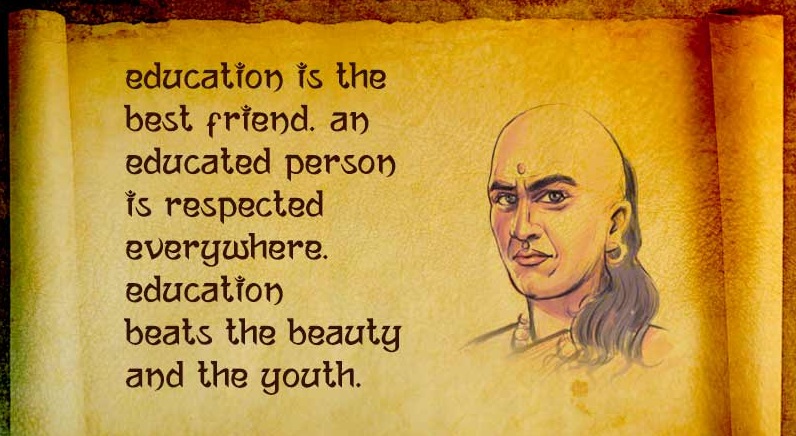 education is the
best friend. an
educated person
is respected
everywhere.
education
beats the beauty
and the youth.